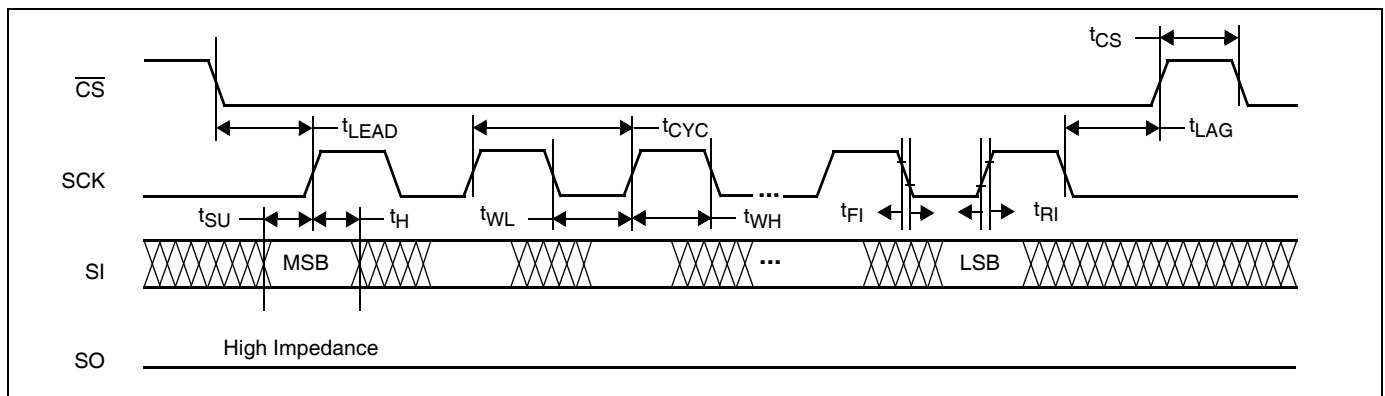 tCS
CS
tLEAD
tCYC
tLAG
SCK
...
tSU
tH
tWL
tWH
tFI
tRI
SI
MSB
...
LSB
High Impedance
SO